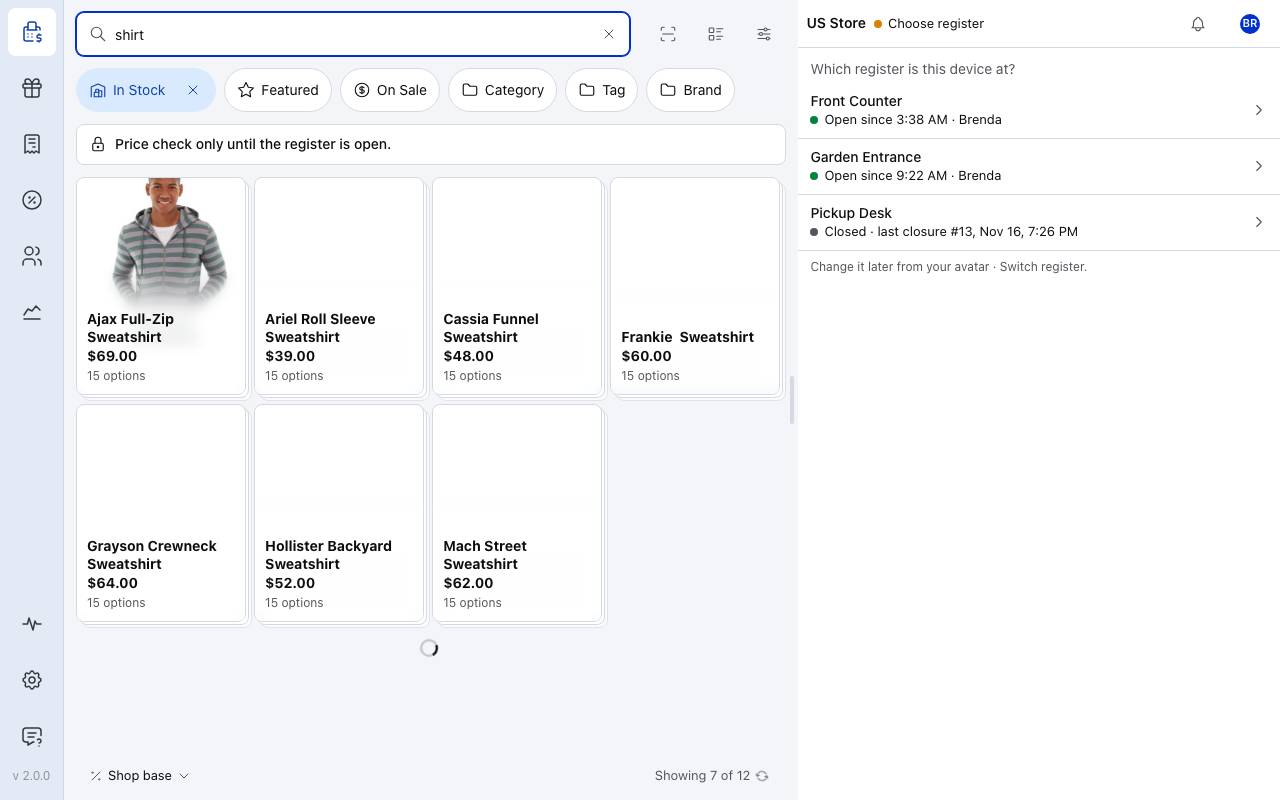 shirt
US Store
Choose register
BR
In Stock
Featured
On Sale
Category
Tag
Brand
Which register is this device at?
Front Counter
Open since 3:38 AM · Brenda
Garden Entrance
Open since 9:22 AM · Brenda
Pickup Desk
Closed · last closure #13, Nov 16, 7:26 PM
Change it later from your avatar · Switch register.
Price check only until the register is open.
Ajax Full-Zip
Sweatshirt
$69.00
15 options
Ariel Roll Sleeve
Sweatshirt
$39.00
15 options
Cassia Funnel
Sweatshirt
$48.00
15 options
Frankie  Sweatshirt
$60.00
15 options
Grayson Crewneck
Sweatshirt
$64.00
15 options
Hollister Backyard
Sweatshirt
$52.00
15 options
Mach Street
Sweatshirt
$62.00
15 options
v 2.0.0
Shop base
Showing 7 of 12